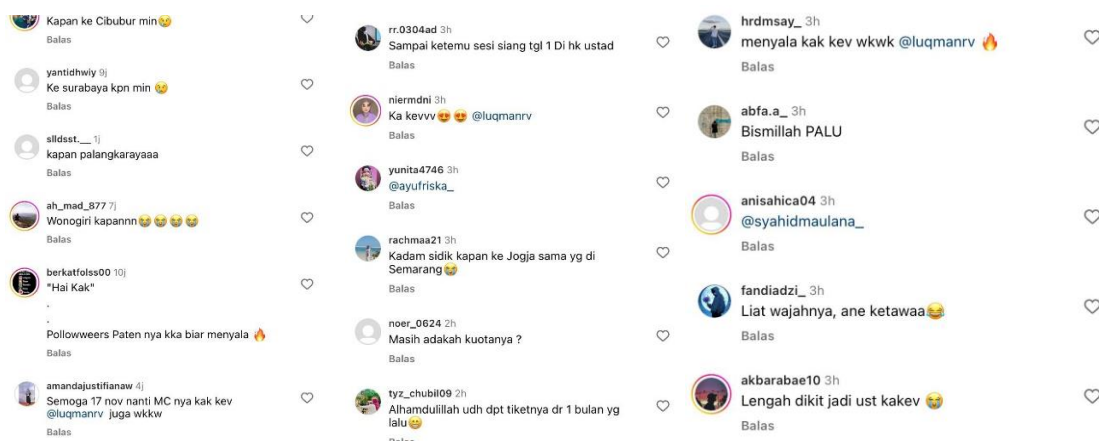 Kapan ke Cibubur min😢
Balas
yantidhwiy 9j
Ke surabaya kpn min 😢
Balas
slldsst.__ 1j
kapan palangkarayaaa
Balas
ah_mad_877 7j
Wonogiri kapannn😭😭😭😭
Balas
berkatfolss00 10j
"Hai Kak"
.
.
Pollowweers Paten nya kka biar menyala 🔥
Balas
amandajustifianaw 4j
Semoga 17 nov nanti MC nya kak kev
@luqmanrv juga wkkw
Balas
rr.0304ad 3h
Sampai ketemu sesi siang tgl 1 Di hk ustad
Balas
niermdni 3h
Ka kevvv😍😍 @luqmanrv
Balas
yunita4746 3h
@ayufriska_
Balas
rachmaa21 3h
Kadam sidik kapan ke Jogja sama yg di
Semarang😭
Balas
noer_0624 2h
Masih adakah kuotanya ?
Balas
tyz_chubil09 2h
Alhamdulillah udh dpt tiketnya dr 1 bulan yg
lalu😄
Balas
hrdmsay_ 3h
menyala kak kev wkwk @luqmanrv 🔥
Balas
abfa.a_ 3h
Bismillah PALU
Balas
anisahica04 3h
@syahidmaulana_
Balas
fandiadzi_ 3h
Liat wajahnya, ane ketawaa😂
Balas
akbarabae10 3h
Lengah dikit jadi ust kakev 😭
Balas